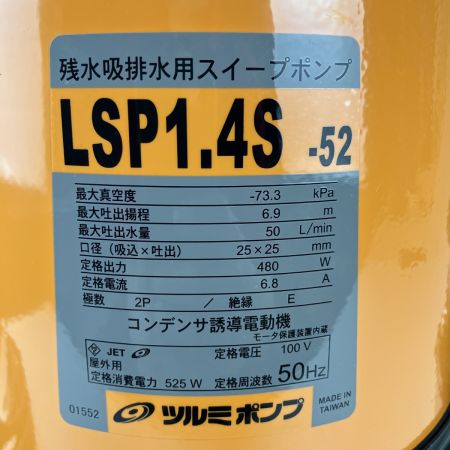 残水吸排水用スイープポンプ
LSP1.4S -52
最大真空度 -73.3 kPa
最大吐出揚程 6.9 m
最大吐出水量 50 L/min
口径（吸込×吐出） 25×25 mm
定格出力 480 W
定格電流 6.8 A
極数 2P / 絶縁 E
コンデンサ誘導電動機
モータ保護装置内蔵
JET 定格電圧 100 V
屋外用
定格消費電力 525 W 定格周波数 50Hz
01552 ツルミポンプ MADE IN TAIWAN